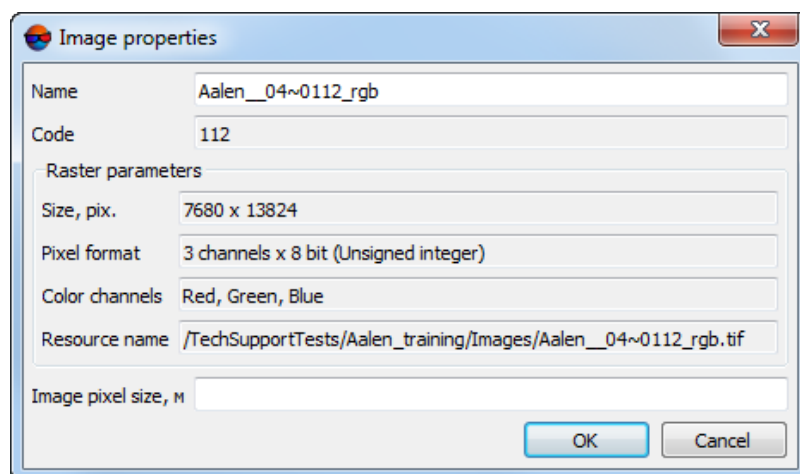 Image properties
Name Aalen__04~0112_rgb
Code 112
Raster parameters
Size, pix. 7680 x 13824
Pixel format 3 channels x 8 bit (Unsigned integer)
Color channels Red, Green, Blue
Resource name /TechSupportTests/Aalen_training/Images/Aalen__04~0112_rgb.tif
Image pixel size, м
OK Cancel